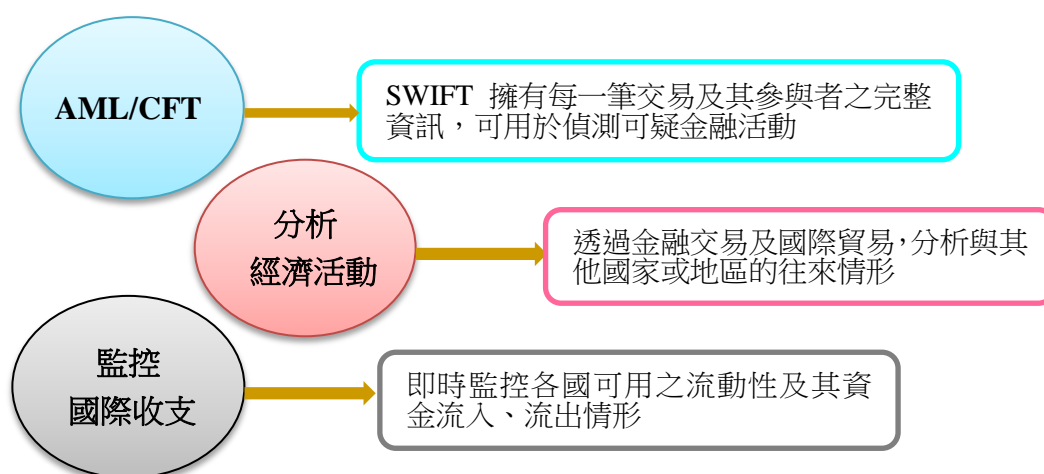 AML/CFT
SWIFT 擁有每一筆交易及其參與者之完整
資訊，可用於偵測可疑金融活動
分析
經濟活動
透過金融交易及國際貿易，分析與其
他國家或地區的往來情形
監控
國際收支
即時監控各國可用之流動性及其資
金流入、流出情形